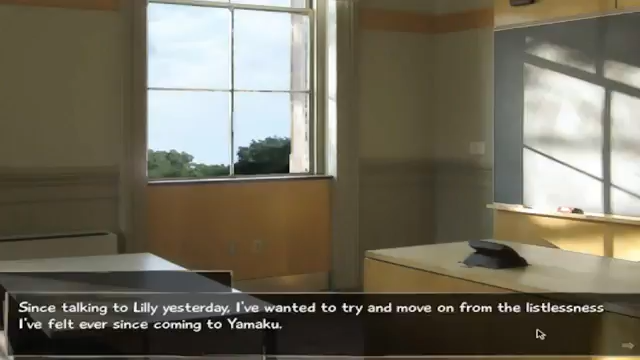 Since talking to Lilly yesterday, I've wanted to try and move on from the listlessness
I've felt ever since coming to Yamaku.